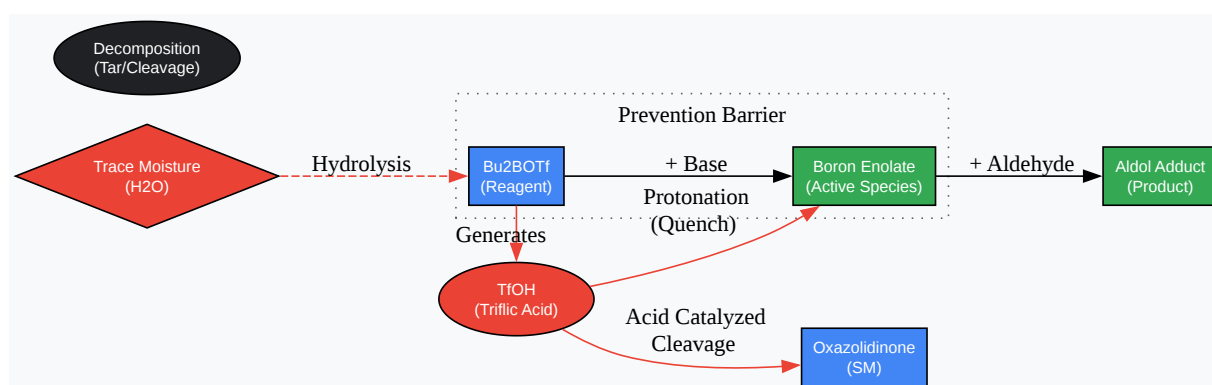 Decomposition
(Tar/Cleavage)
Prevention Barrier
Trace Moisture
(H2O)
Hydrolysis
Bu2BOTf
(Reagent)
+ Base
Boron Enolate
(Active Species)
+ Aldehyde
Aldol Adduct
(Product)
Protonation
(Quench)
Generates
TfOH
(Triflic Acid)
Acid Catalyzed
Cleavage
Oxazolidinone
(SM)